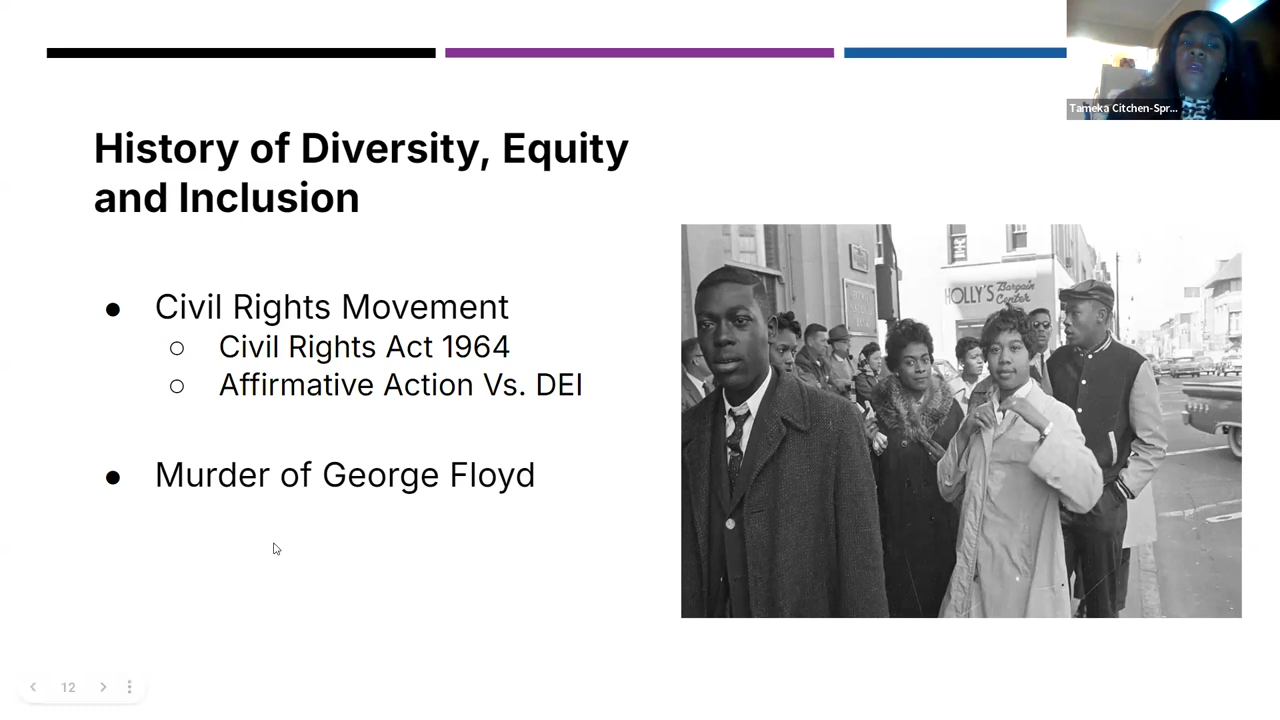 Tameka Citchen-Spr...
History of Diversity, Equity
and Inclusion
● Civil Rights Movement
○ Civil Rights Act 1964
○ Affirmative Action Vs. DEI
● Murder of George Floyd
HOLLY'S Bargain
Center
12